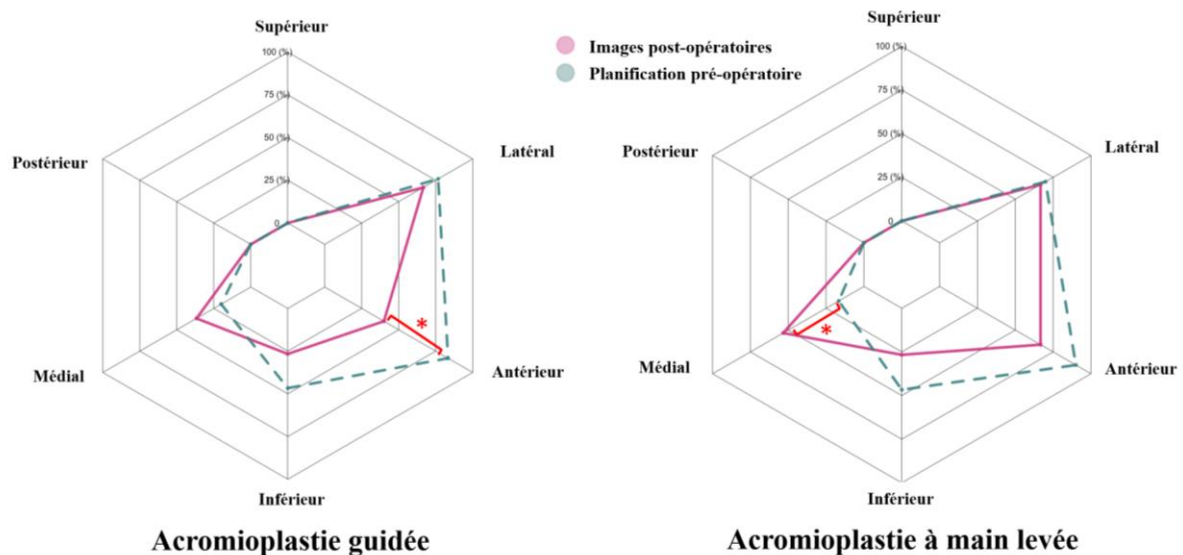 Supérieur
100 (%)
75 (%)
50 (%)
25 (%)
0
Latéral
Postérieur
*
Antérieur
Médial
Inférieur
Acromioplastie guidée
Images post-opératoires
Planification pré-opératoire
Supérieur
100 (%)
75 (%)
50 (%)
25 (%)
0
Latéral
Postérieur
*
Médial
Antérieur
Inférieur
Acromioplastie à main levée